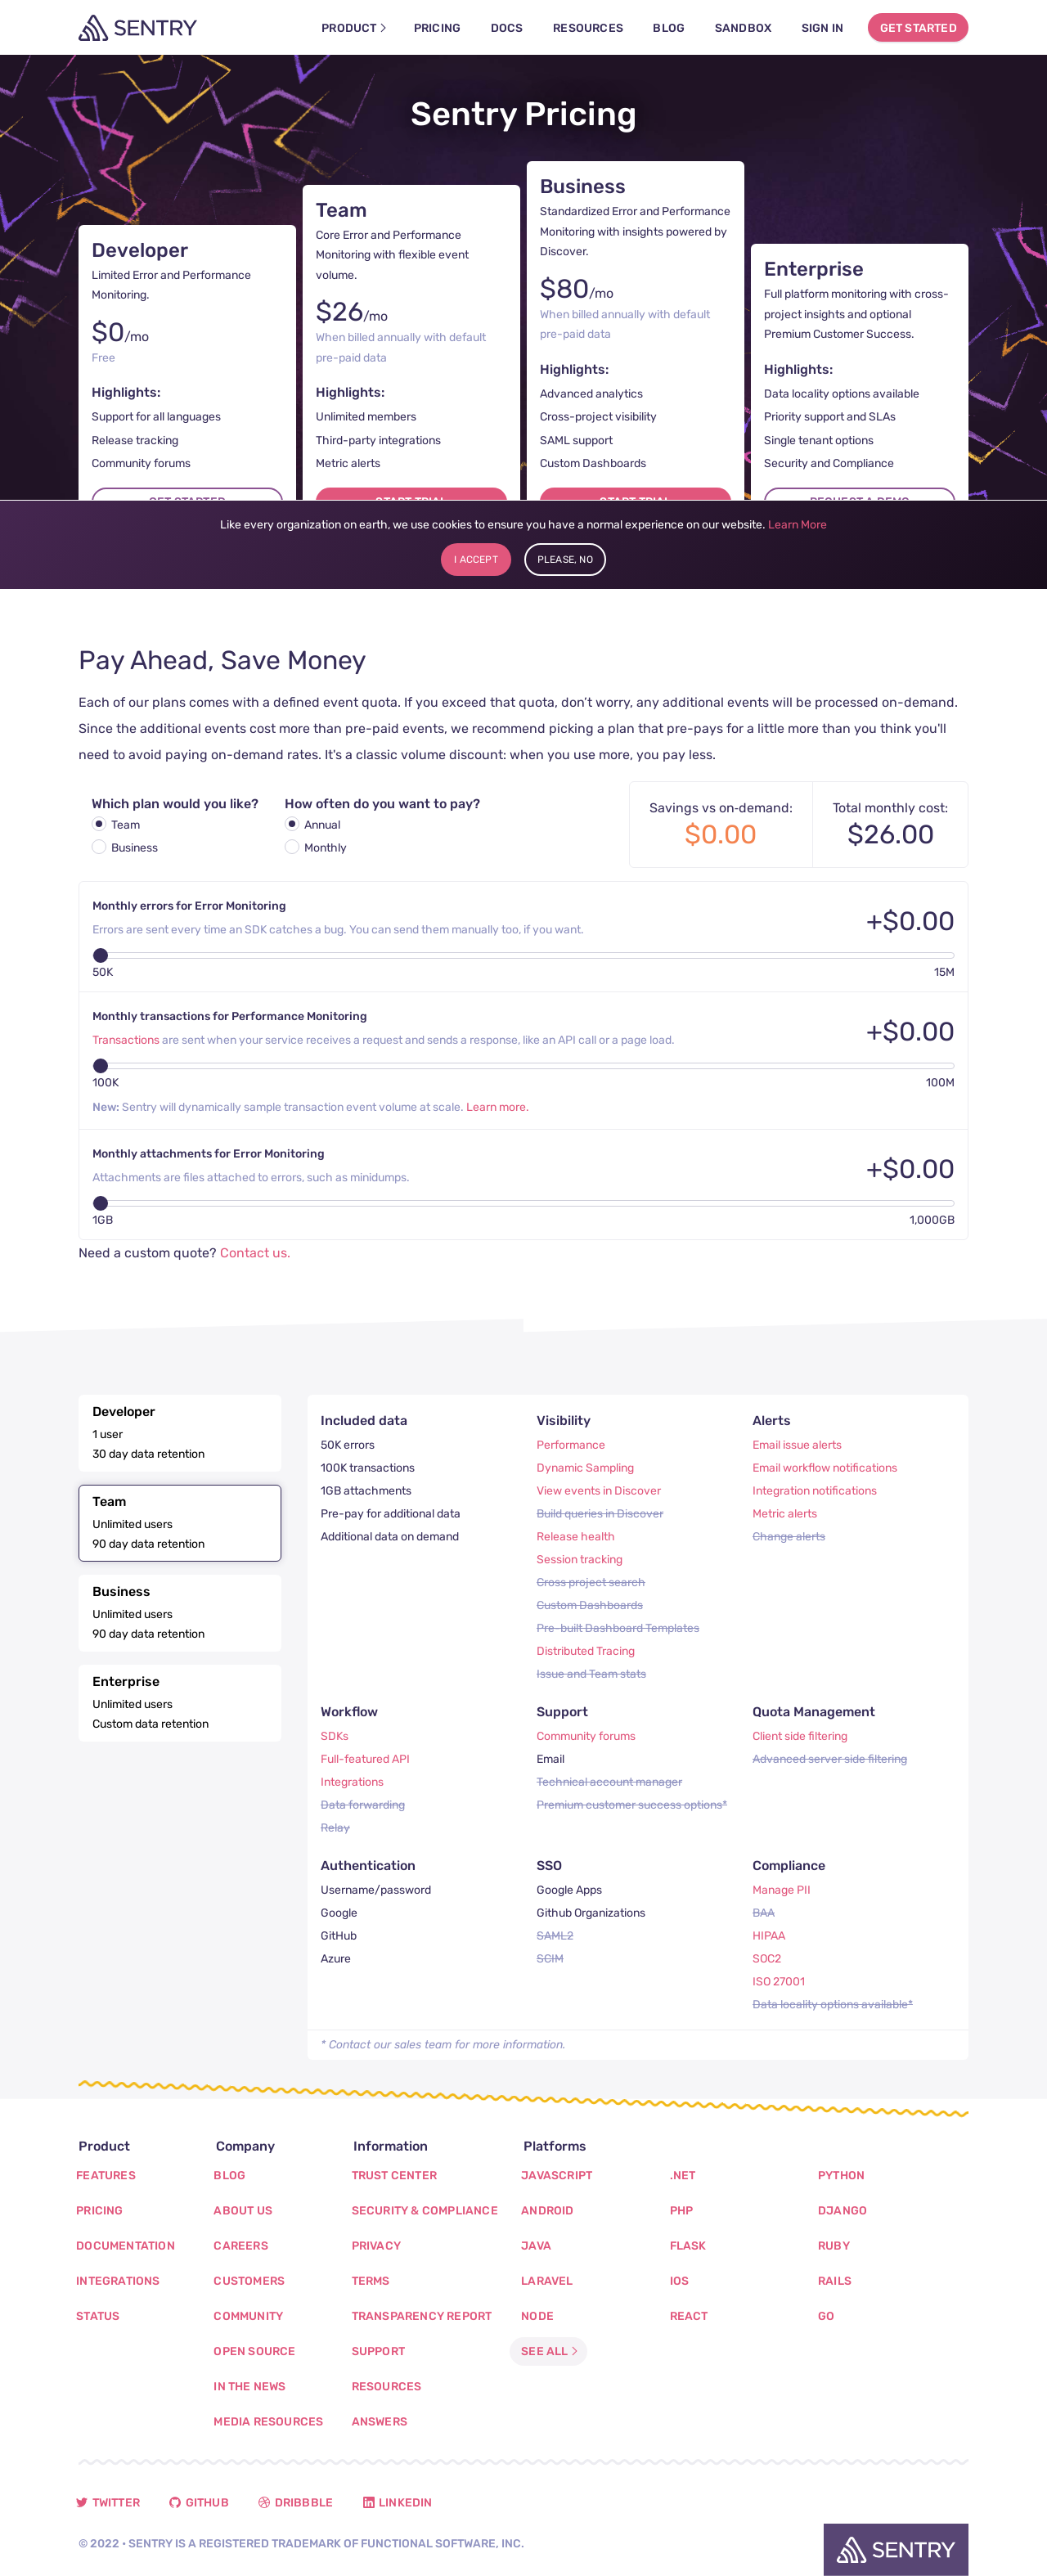 SENTRY
PRODUCT
PRICING
DOCS
RESOURCES
BLOG
SANDBOX
SIGN IN
GET STARTED
Sentry Pricing
Developer
Limited Error and Performance
Monitoring.
$0/mo
Free
Highlights:
Support for all languages
Release tracking
Community forums
GET STARTED
Team
Core Error and Performance
Monitoring with flexible event
volume.
$26/mo
When billed annually with default
pre-paid data
Highlights:
Unlimited members
Third-party integrations
Metric alerts
START TRIAL
Business
Standardized Error and Performance
Monitoring with insights powered by
Discover.
$80/mo
When billed annually with default
pre-paid data
Highlights:
Advanced analytics
Cross-project visibility
SAML support
Custom Dashboards
START TRIAL
Enterprise
Full platform monitoring with cross-
project insights and optional
Premium Customer Success.
Highlights:
Data locality options available
Priority support and SLAs
Single tenant options
Security and Compliance
REQUEST A DEMO
Like every organization on earth, we use cookies to ensure you have a normal experience on our website. Learn More
I ACCEPT
PLEASE, NO
Pay Ahead, Save Money
Each of our plans comes with a defined event quota. If you exceed that quota, don’t worry, any additional events will be processed on-demand.
Since the additional events cost more than pre-paid events, we recommend picking a plan that pre-pays for a little more than you think you'll
need to avoid paying on-demand rates. It's a classic volume discount: when you use more, you pay less.
Which plan would you like?
Team
Business
How often do you want to pay?
Annual
Monthly
Savings vs on-demand:
$0.00
Total monthly cost:
$26.00
Monthly errors for Error Monitoring
Errors are sent every time an SDK catches a bug. You can send them manually too, if you want.
+$0.00
50K
15M
Monthly transactions for Performance Monitoring
Transactions are sent when your service receives a request and sends a response, like an API call or a page load.
+$0.00
100K
100M
New: Sentry will dynamically sample transaction event volume at scale. Learn more.
Monthly attachments for Error Monitoring
Attachments are files attached to errors, such as minidumps.
+$0.00
1GB
1,000GB
Need a custom quote? Contact us.
Developer
1 user
30 day data retention
Team
Unlimited users
90 day data retention
Business
Unlimited users
90 day data retention
Enterprise
Unlimited users
Custom data retention
Included data
50K errors
100K transactions
1GB attachments
Pre-pay for additional data
Additional data on demand
Visibility
Performance
Dynamic Sampling
View events in Discover
Build queries in Discover
Release health
Session tracking
Cross project search
Custom Dashboards
Pre-built Dashboard Templates
Distributed Tracing
Issue and Team stats
Alerts
Email issue alerts
Email workflow notifications
Integration notifications
Metric alerts
Change alerts
Workflow
SDKs
Full-featured API
Integrations
Data forwarding
Relay
Support
Community forums
Email
Technical account manager
Premium customer success options*
Quota Management
Client side filtering
Advanced server side filtering
Authentication
Username/password
Google
GitHub
Azure
SSO
Google Apps
Github Organizations
SAML2
SCIM
Compliance
Manage PII
BAA
HIPAA
SOC2
ISO 27001
Data locality options available*
* Contact our sales team for more information.
Product
FEATURES
PRICING
DOCUMENTATION
INTEGRATIONS
STATUS
Company
BLOG
ABOUT US
CAREERS
CUSTOMERS
COMMUNITY
OPEN SOURCE
IN THE NEWS
MEDIA RESOURCES
Information
TRUST CENTER
SECURITY & COMPLIANCE
PRIVACY
TERMS
TRANSPARENCY REPORT
SUPPORT
RESOURCES
ANSWERS
Platforms
JAVASCRIPT
ANDROID
JAVA
LARAVEL
NODE
SEE ALL
.NET
PHP
FLASK
IOS
REACT
PYTHON
DJANGO
RUBY
RAILS
GO
TWITTER
GITHUB
DRIBBBLE
LINKEDIN
© 2022 • SENTRY IS A REGISTERED TRADEMARK OF FUNCTIONAL SOFTWARE, INC.
SENTRY